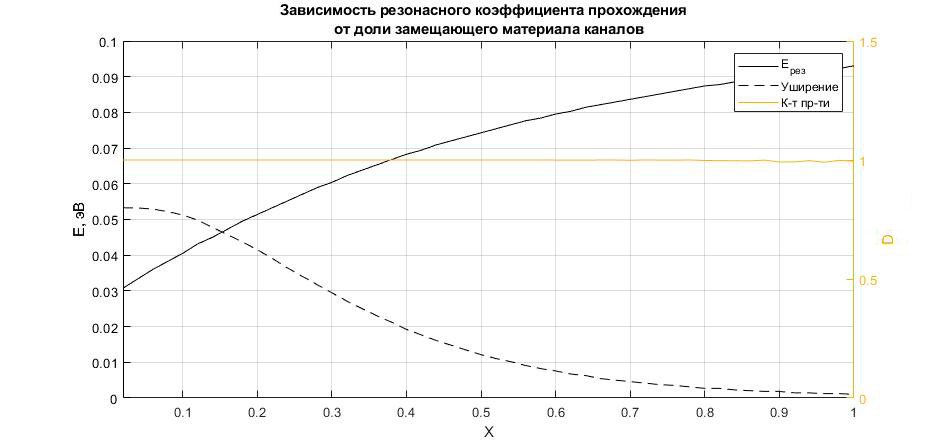 Зависимость резонасного коэффициента прохождения
от доли замещающего материала каналов
E, эВ
0.1
0.09
0.08
0.07
0.06
0.05
0.04
0.03
0.02
0.01
0
Eрез
Уширение
К-т пр-ти
1.5
1
0.5
0
D
0.1 0.2 0.3 0.4 0.5 0.6 0.7 0.8 0.9 1
X